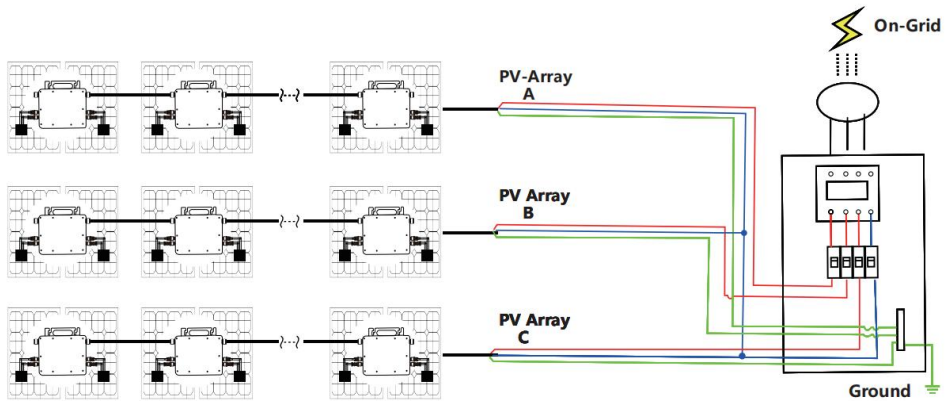 On-Grid
PV-Array
A
PV Array
B
PV Array
C
Ground